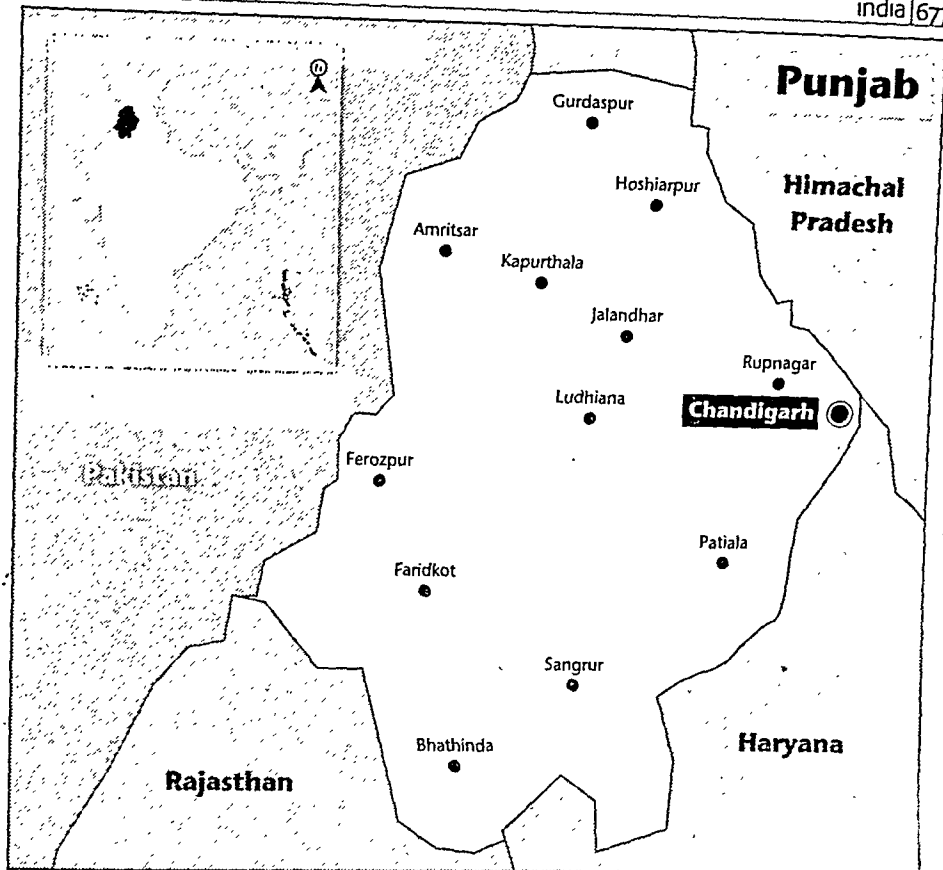 india|677
Punjab
Gurdaspur
Himachal
Pradesh
Hoshiarpur
Amritsar
Kapurthala
Jalandhar
Rupnagar
Ludhiana
Chandigarh
Ferozpur
Pakistan
Patiala
Faridkot
Sangrur
Bhathinda
Haryana
Rajasthan